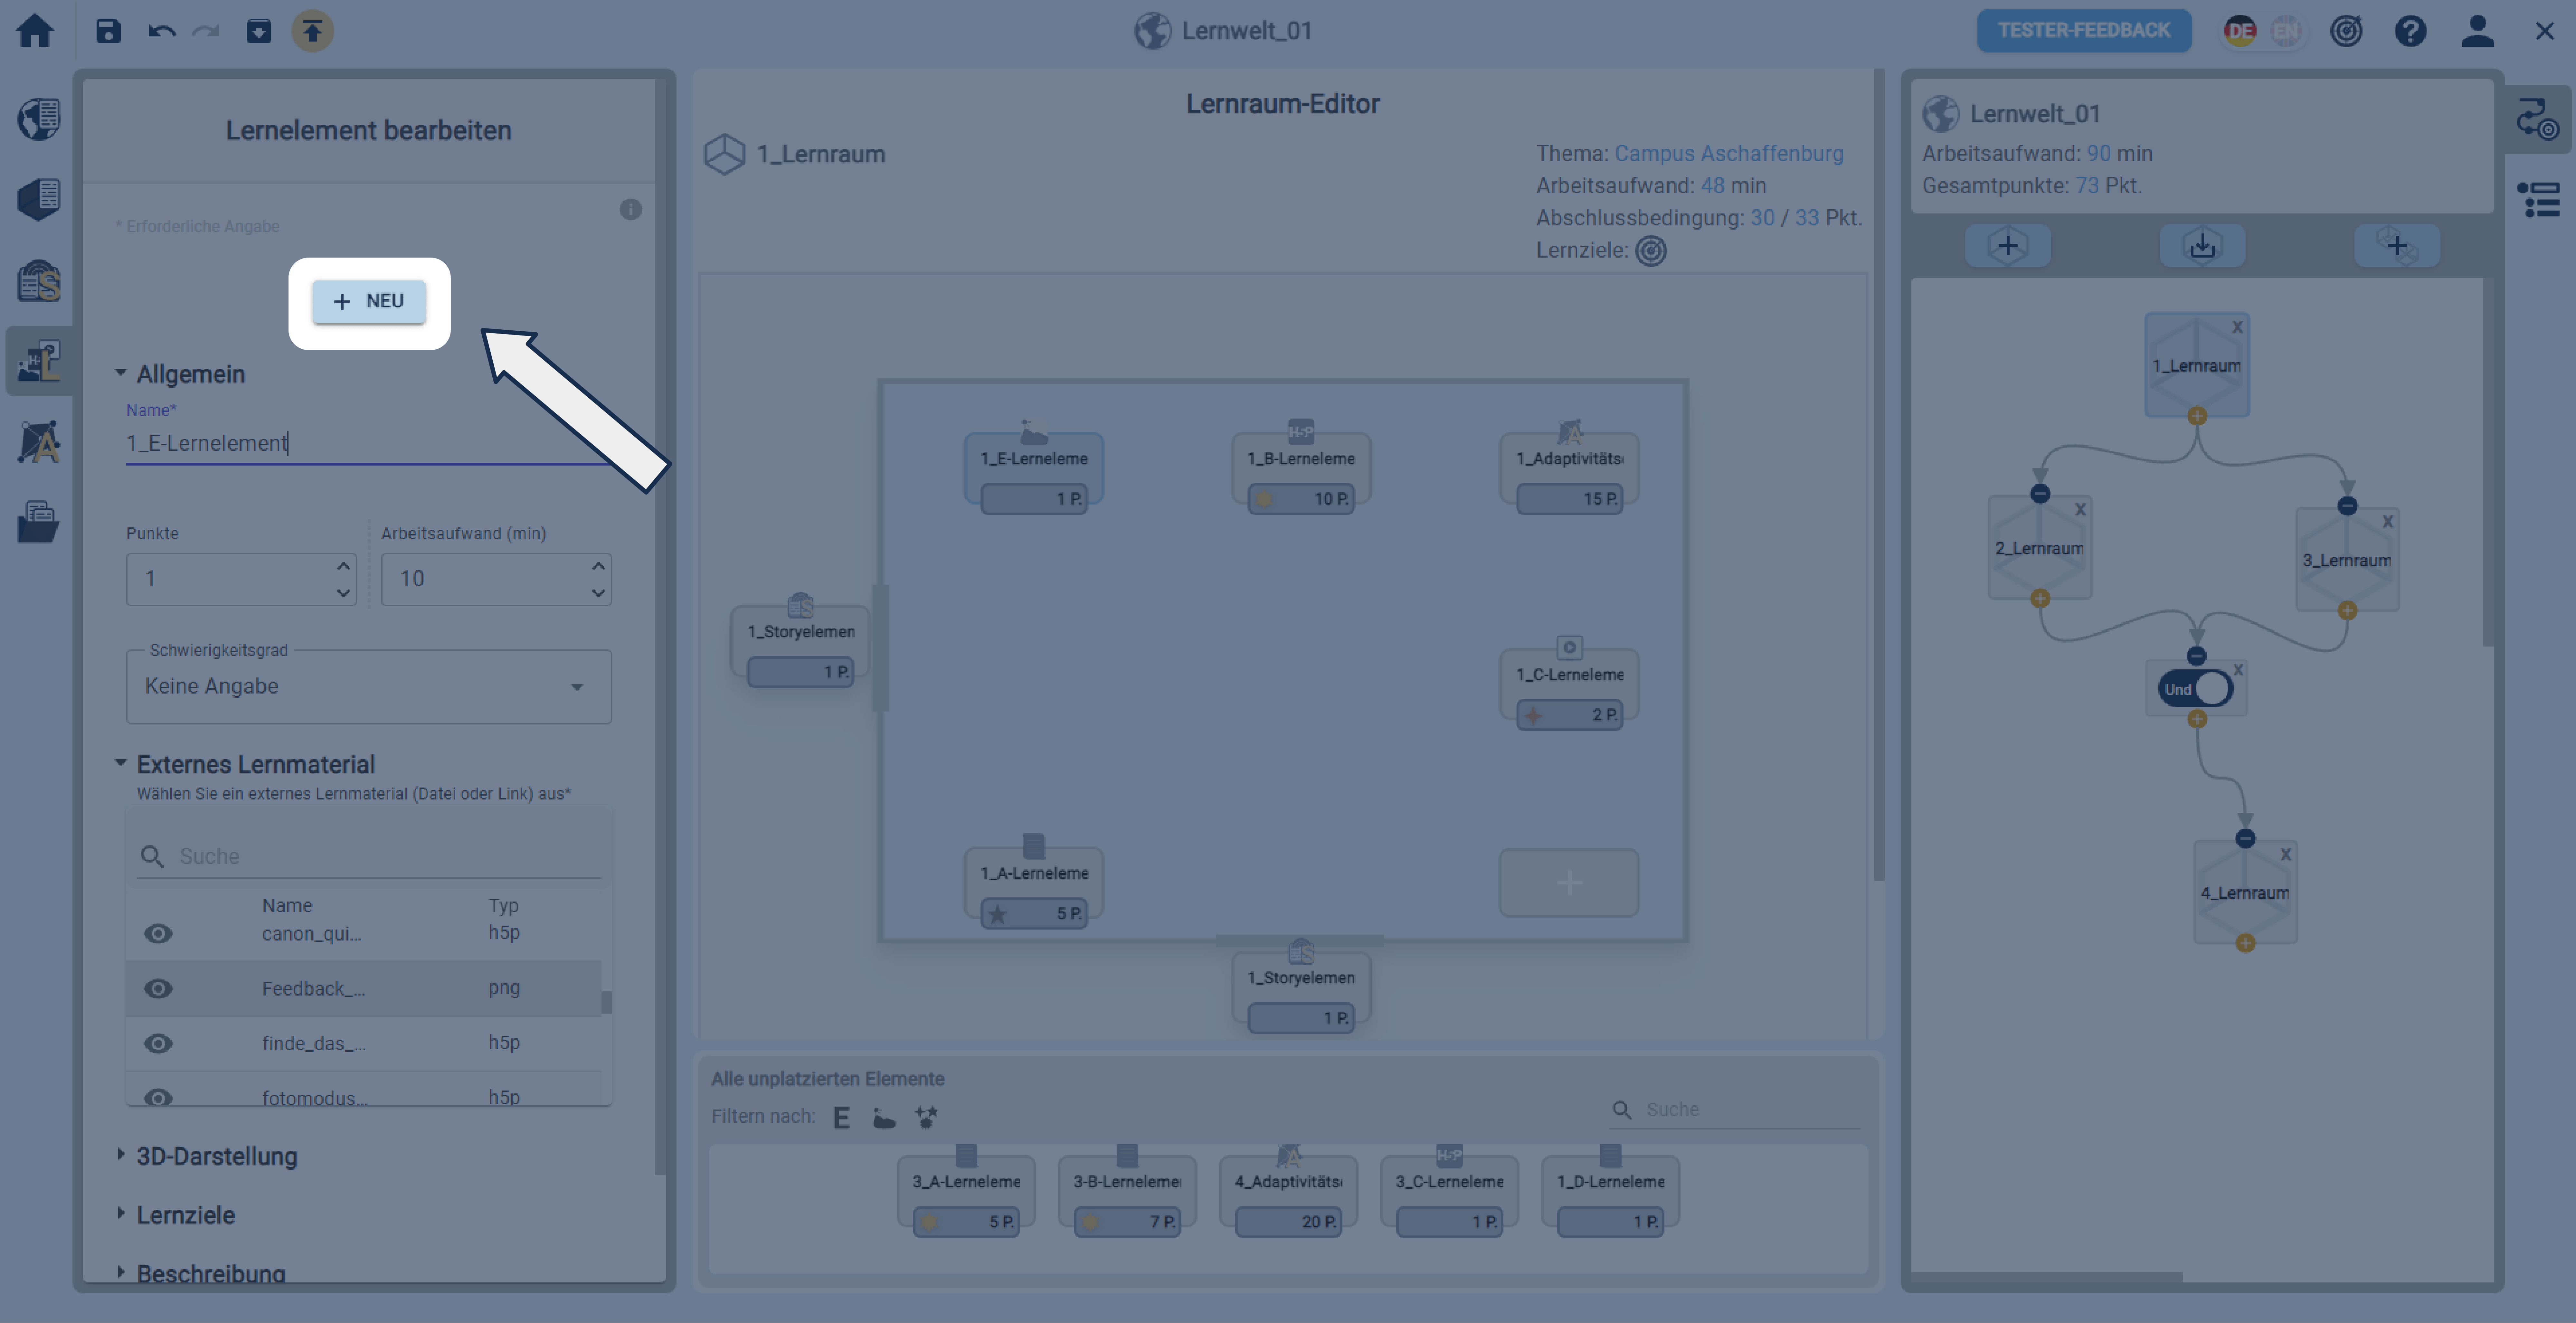 Lernwelt_01
TESTER-FEEDBACK
DE
EN
Lernelement bearbeiten
* Erforderliche Angabe
+ NEU
Allgemein
Name*
1_E-Lernelement
Punkte
Arbeitsaufwand (min)
1
10
Schwierigkeitsgrad
Keine Angabe
Externes Lernmaterial
Wählen Sie ein externes Lernmaterial (Datei oder Link) aus*
Suche
Name Typ
canon_qui... h5p
Feedback_... png
finde_das_... h5p
fotomodus... h5p
3D-Darstellung
Lernziele
Beschreibung
Lernraum-Editor
1_Lernraum
Thema: Campus Aschaffenburg
Arbeitsaufwand: 48 min
Abschlussbedingung: 30 / 33 Pkt.
Lernziele:
1_E-Lerneleme
1 P.
H-P
1_B-Lerneleme
10 P.
A
1_Adaptivitäts
15 P.
S
1_Storyelemen
1 P.
1_C-Lerneleme
2 P.
1_A-Lerneleme
5 P.
S
1_Storyelemen
1 P.
Alle unplatzierten Elemente
Filtern nach: E
Suche
3_A-Lerneleme
5 P.
3-B-Lerneleme
7 P.
A
4_Adaptivitäts
20 P.
H-P
3_C-Lerneleme
1 P.
1_D-Lerneleme
1 P.
Lernwelt_01
Arbeitsaufwand: 90 min
Gesamtpunkte: 73 Pkt.
1_Lernraum
X
2_Lernraum
X
3_Lernraum
X
Und
X
4_Lernraum
X